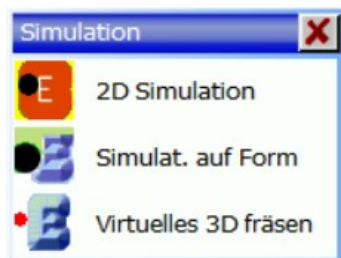 Simulation
E 2D Simulation
Simulat. auf Form
Virtuelles 3D fräsen